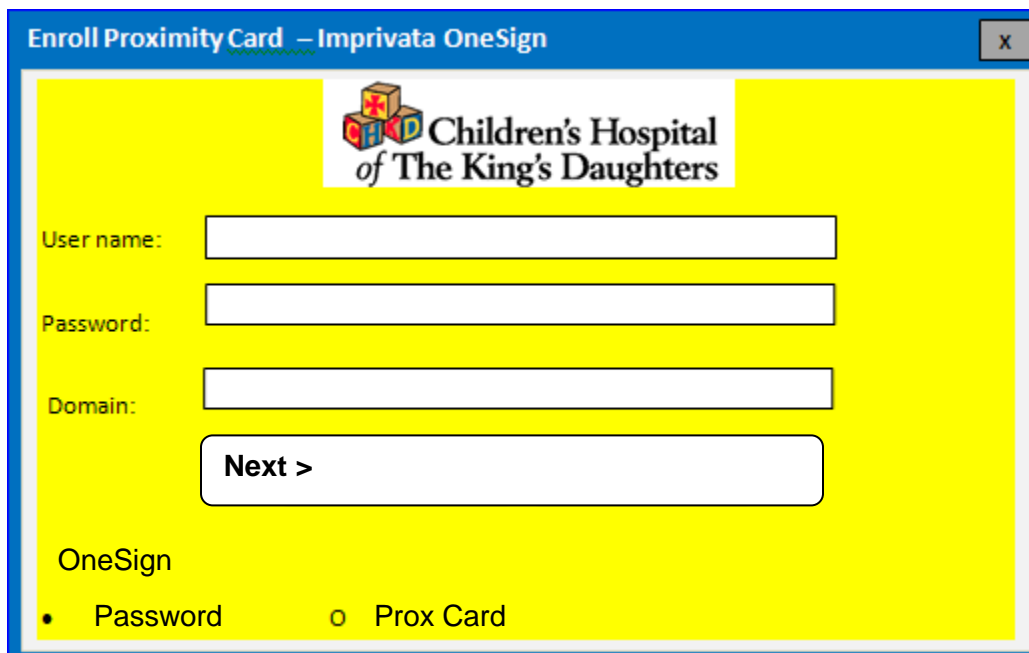 Enroll Proximity Card – Imprivata OneSign
x
CHKD
Children's Hospital
of The King's Daughters
User name:
Password:
Domain:
Next >
OneSign
• Password o Prox Card